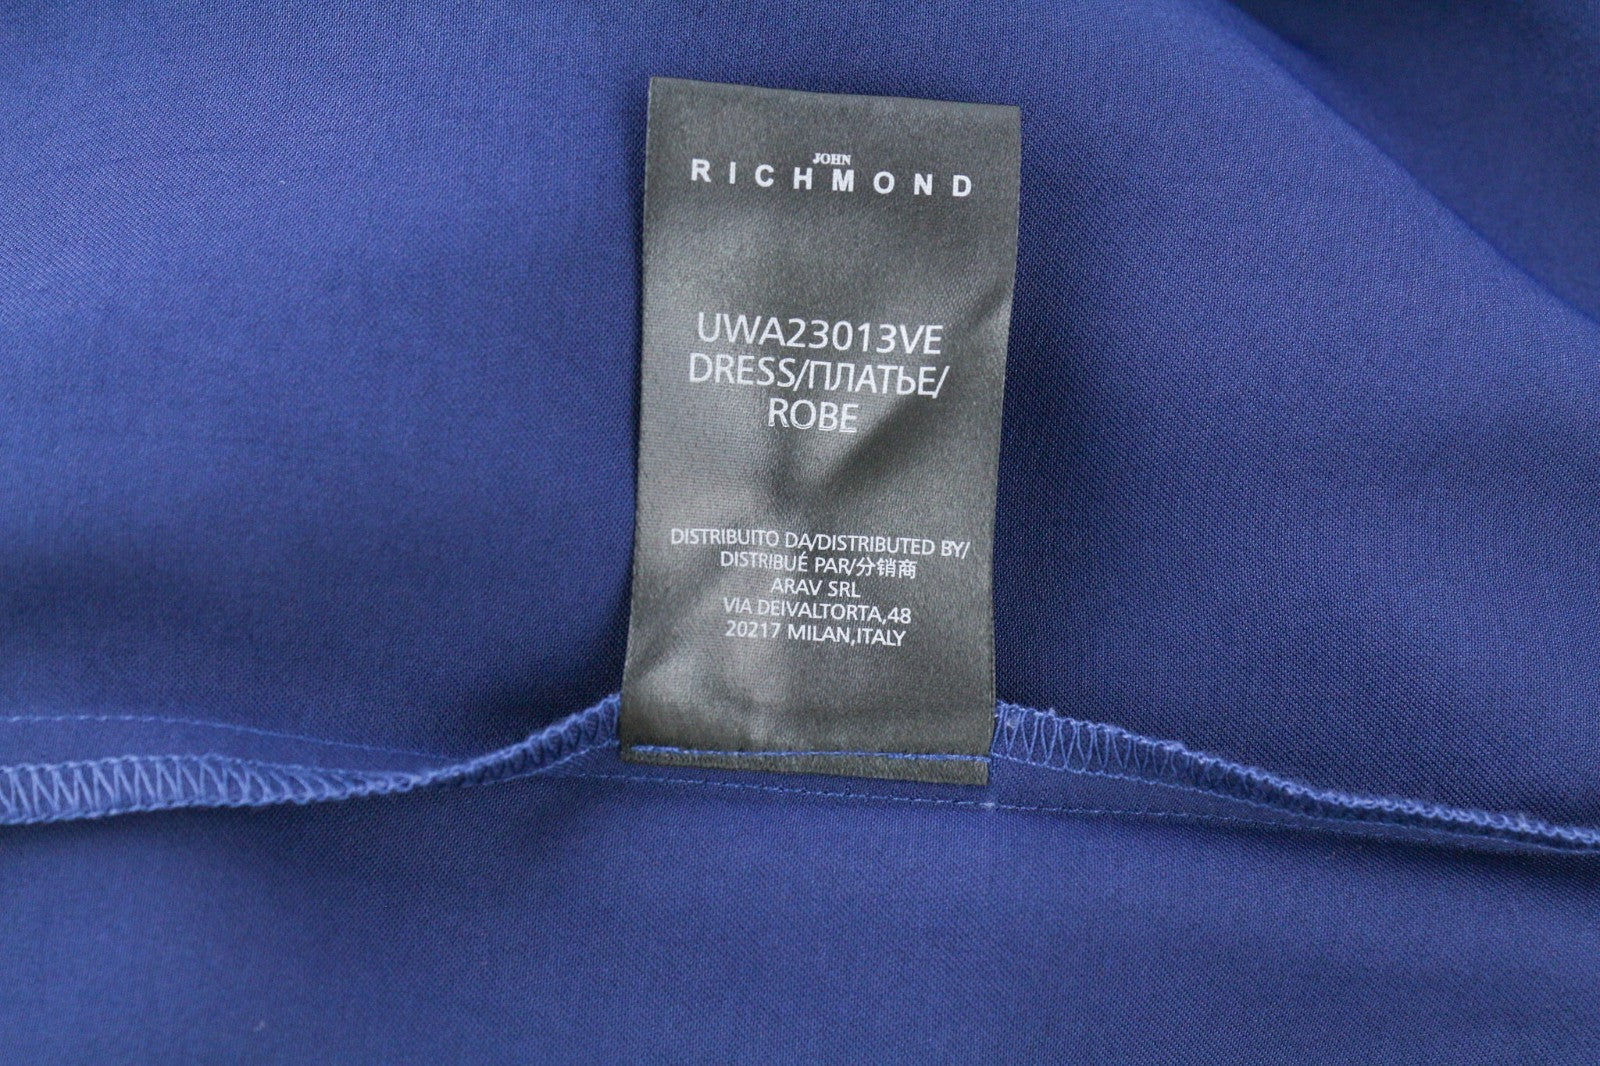 JOHN
RICHMOND
UWA23013VE
DRESS/ПЛАТЬЕ/
ROBE
DISTRIBUITO DA/DISTRIBUTED BY/
DISTRIBUÉ PAR/分销商
ARAV SRL
VIA DEIVALTORTA,48
20217 MILAN,ITALY